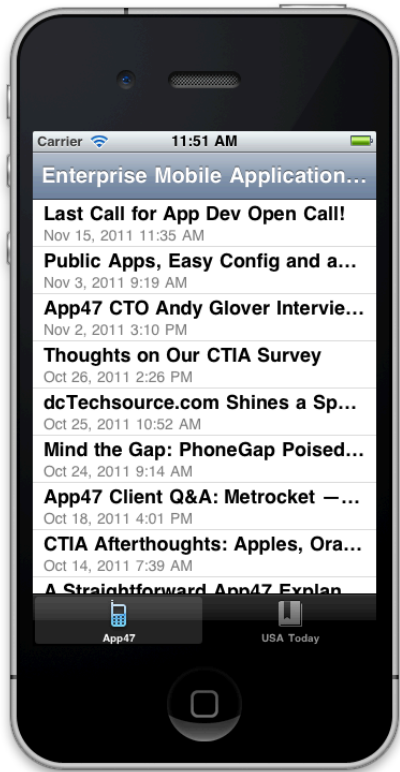 Carrier 11:51 AM
Enterprise Mobile Application...
Last Call for App Dev Open Call!
Nov 15, 2011 11:35 AM
Public Apps, Easy Config and a...
Nov 3, 2011 9:19 AM
App47 CTO Andy Glover Intervie...
Nov 2, 2011 3:10 PM
Thoughts on Our CTIA Survey
Oct 26, 2011 2:26 PM
dcTechsource.com Shines a Sp...
Oct 25, 2011 10:52 AM
Mind the Gap: PhoneGap Poised...
Oct 24, 2011 9:14 AM
App47 Client Q&A: Metrocket —...
Oct 18, 2011 4:01 PM
CTIA Afterthoughts: Apples, Ora...
Oct 14, 2011 7:39 AM
A Straightforward App47 Explan
App47 USA Today